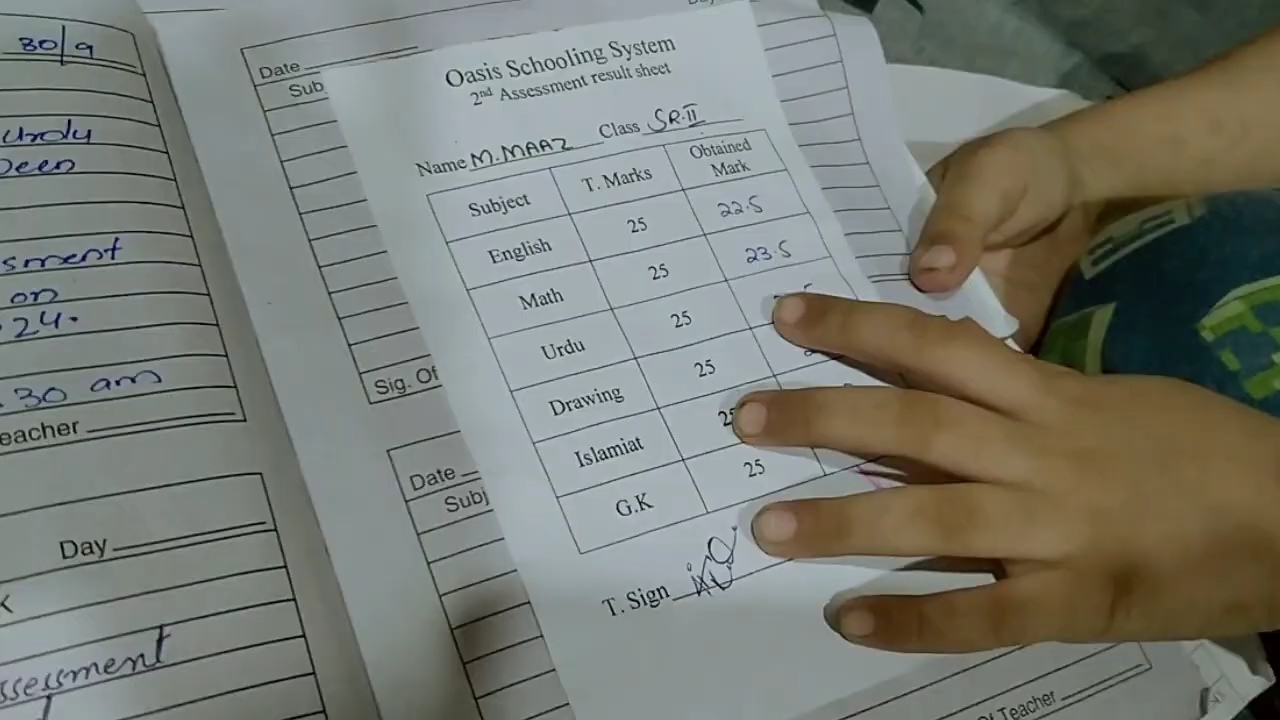 30/9
Urdu
Deen
sment
on
24.
.30 am
eacher
Day
ssessment
Date
Sub
Sig. Of
Date
Subj
Oasis Schooling System
2nd Assessment result sheet
Name M.MAAZ Class SR-II
Subject T. Marks Obtained Mark
English 25 22.5
Math 25 23.5
Urdu 25
Drawing 25
Islamiat 25
G.K 25
T. Sign
Of Teacher